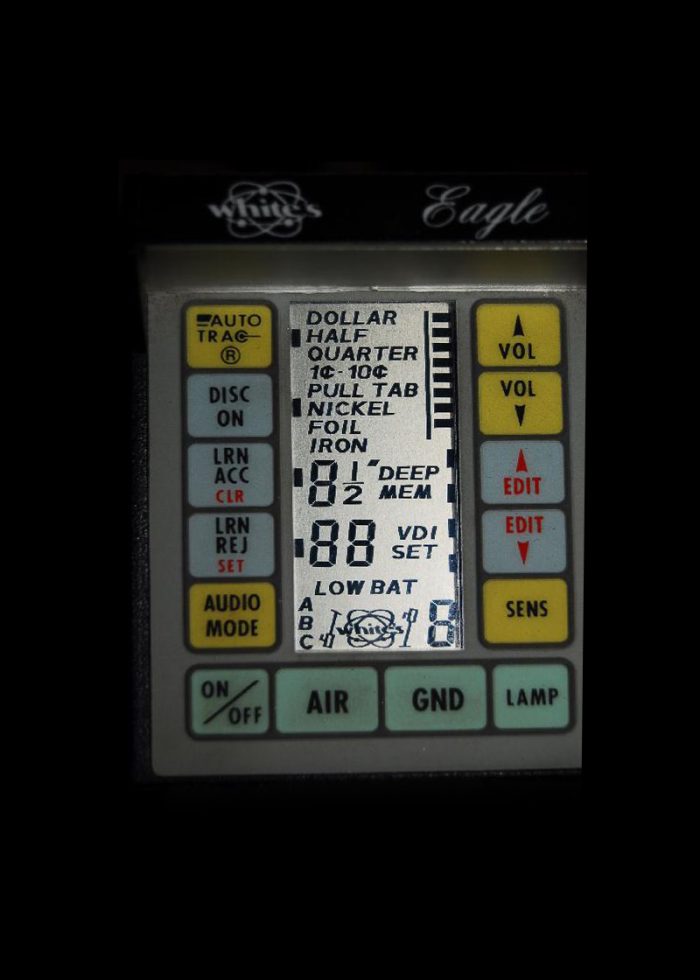 white's
Eagle
AUTO
TRAC
®
DISC
ON
LRN
ACC
CLR
LRN
REJ
SET
AUDIO
MODE
DOLLAR
HALF
QUARTER
1¢-10¢
PULL TAB
NICKEL
FOIL
IRON
8 1/2" DEEP
MEM
88 VDI
SET
LOW BAT
A
B
C
white's
8
VOL
VOL
EDIT
EDIT
SENS
ON/OFF
AIR
GND
LAMP